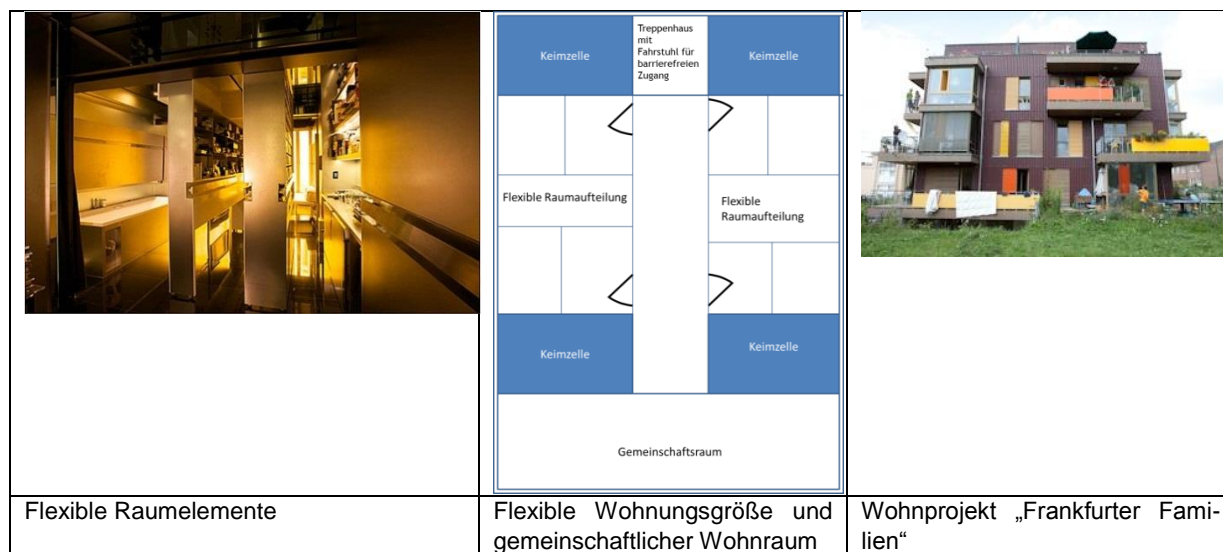 Keimzelle
Treppenhaus
mit
Fahrstuhl für
barrierefreien
Zugang
Keimzelle
Flexible Raumaufteilung
Flexible
Raumaufteilung
Keimzelle
Keimzelle
Gemeinschaftsraum
Flexible Raumelemente
Flexible Wohnungsgröße und
gemeinschaftlicher Wohnraum
Wohnprojekt „Frankfurter Fami-
lien“